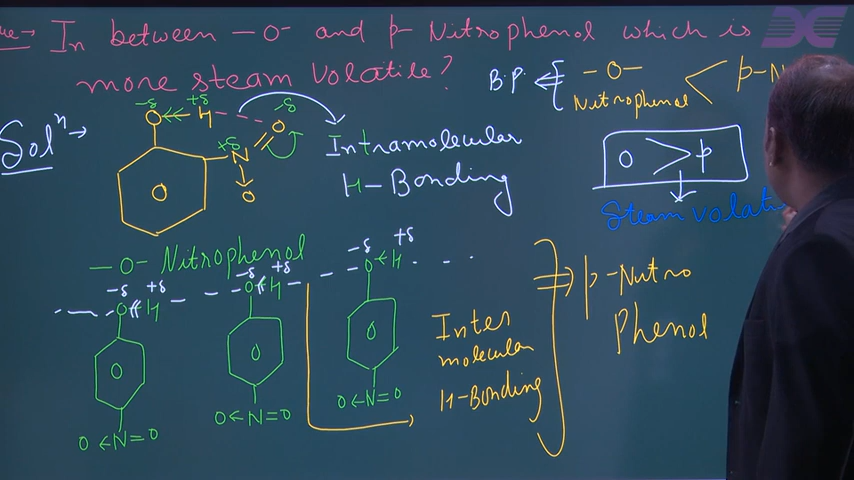 In between -O- and p- Nitrophenol which is
more steam volatile?
B.P. -O- Nitrophenol < p-N
Solⁿ →
-δ +δ -δ
O H O
+δ
N
O
O
Intramolecular
H-Bonding
O > p
Steam volati
-O- Nitrophenol
-δ +δ -δ +δ -δ +δ
O H O H O H
O O O
O←N=O O←N=O O←N=O
Inter
molecular
H-Bonding
⇒ p-Nitro
Phenol